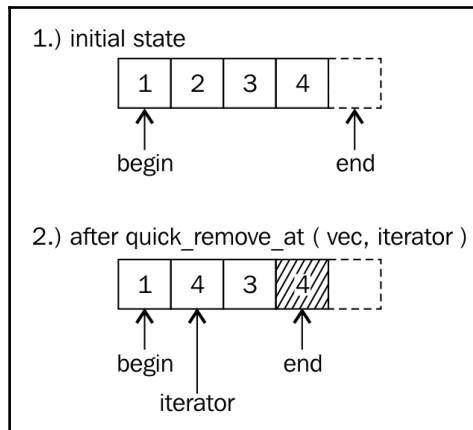 1.) initial state
1 2 3 4
begin end
2.) after quick_remove_at ( vec, iterator )
1 4 3 4
begin end
iterator